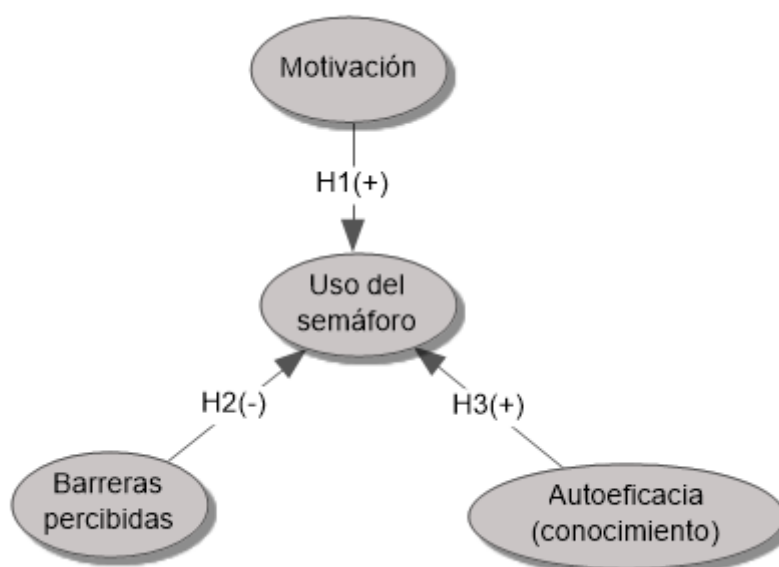 Motivación
H1(+)
Uso del
semáforo
H2(-)
H3(+)
Barreras
percibidas
Autoeficacia
(conocimiento)